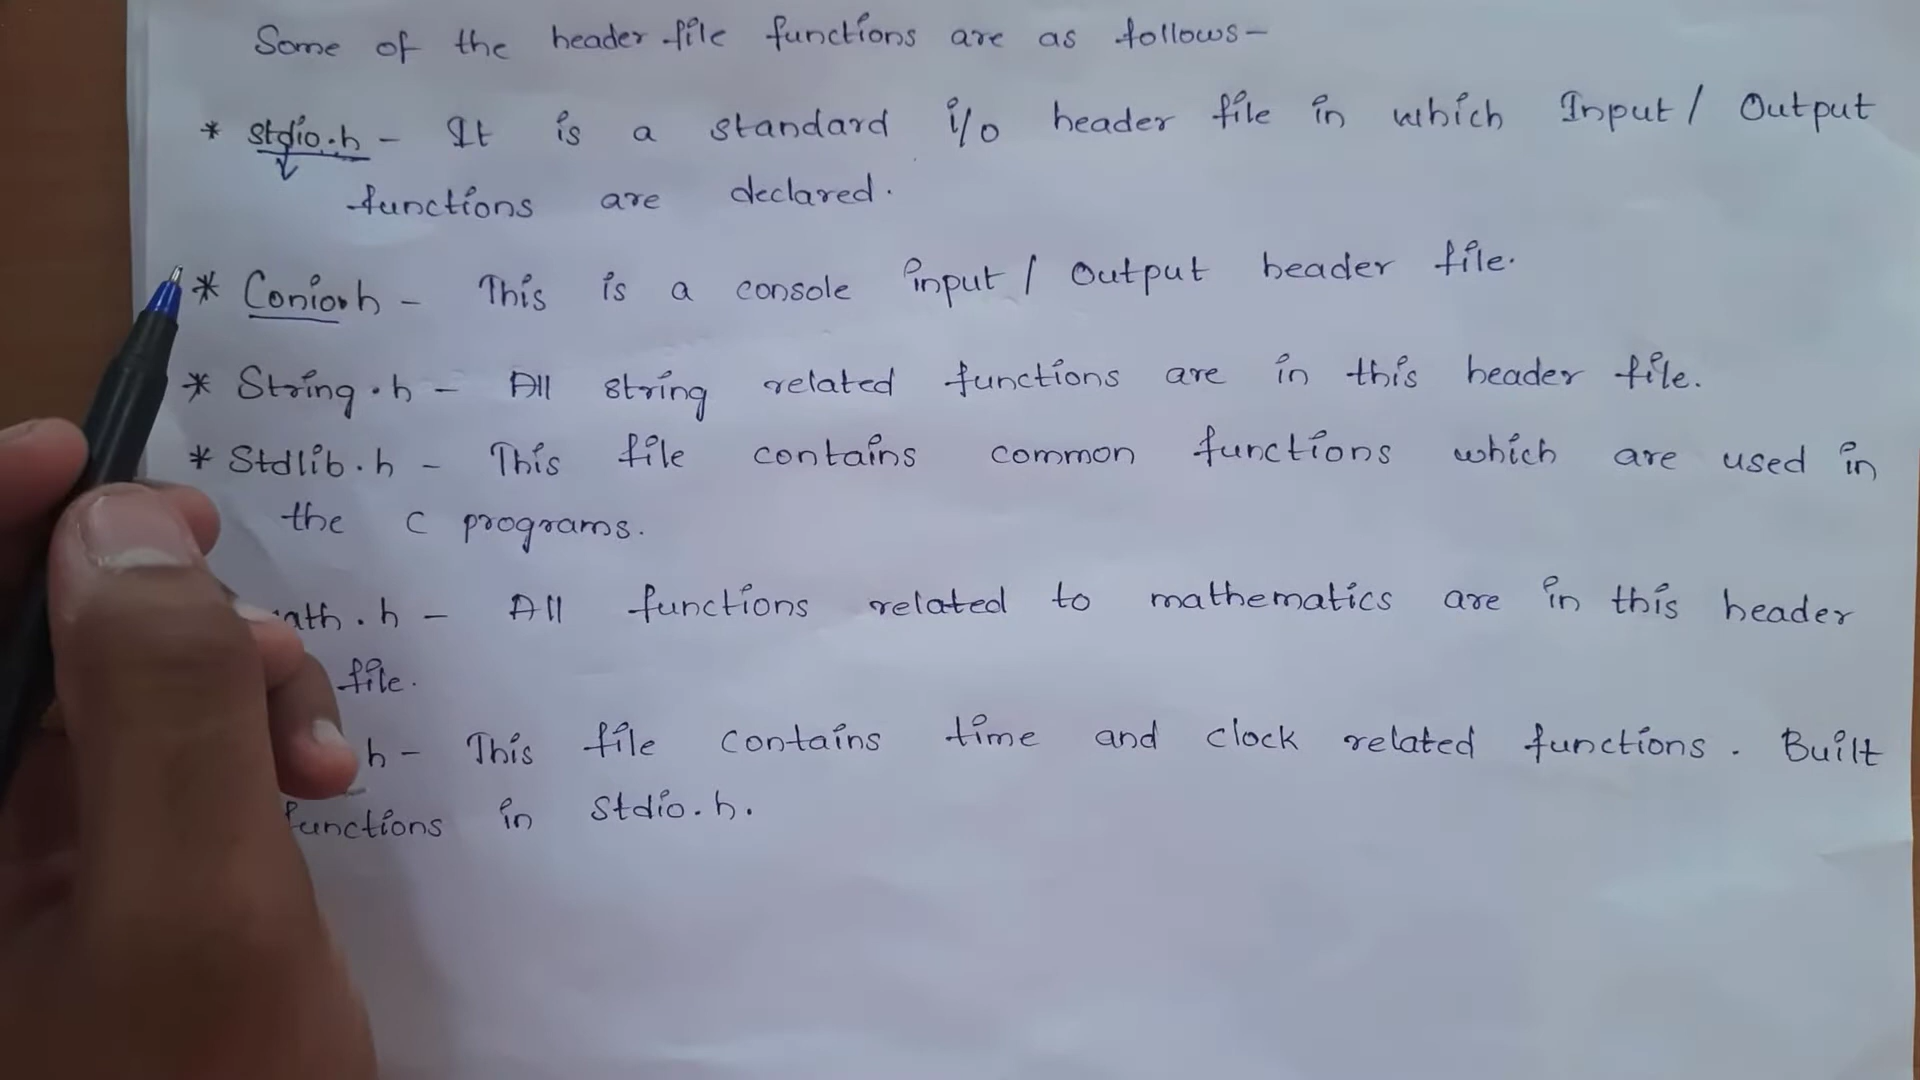 Some of the header file functions are as follows-
* stdio.h - It is a standard i/o header file in which Input / Output
functions are declared.
* Conio.h - This is a console input / Output header file.
* String.h - All string related functions are in this header file.
* Stdlib.h - This file contains common functions which are used in
the C programs.
ath.h - All functions related to mathematics are in this header
file.
h - This file contains time and clock related functions. Built
functions in Stdio.h.